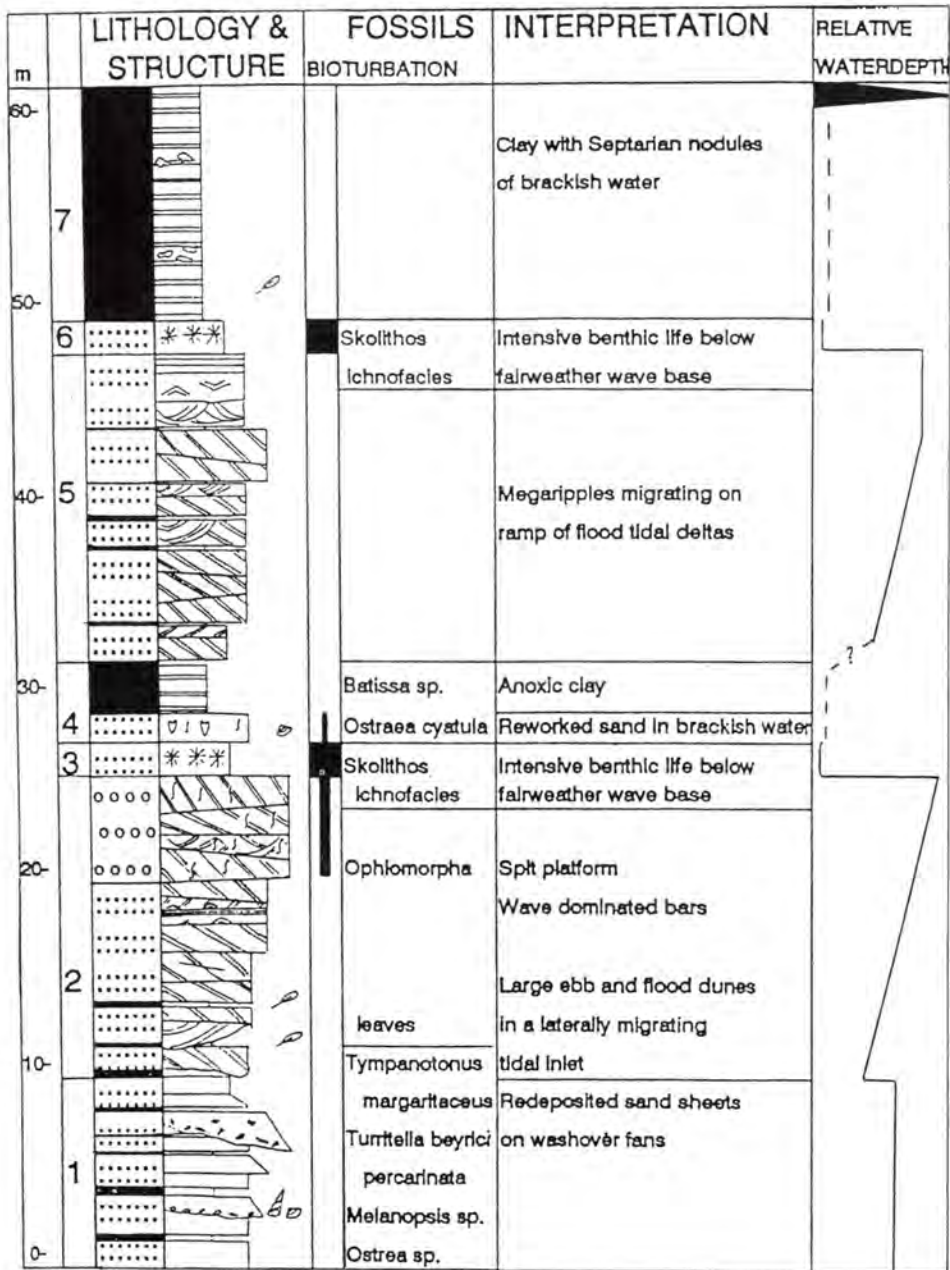 m
LITHOLOGY &
STRUCTURE
FOSSILS
BIOTURBATION
INTERPRETATION
RELATIVE
WATERDEPTH
60-
7
Clay with Septarian nodules
of brackish water
50-
6
Skolithos
ichnofacies
Intensive benthic life below
fairweather wave base
5
40-
Megaripples migrating on
ramp of flood tidal deltas
?
30-
Batissa sp.
Anoxic clay
4
Ostraea cyatula
Reworked sand in brackish water
3
Skolithos
ichnofacies
Intensive benthic life below
fairweather wave base
20-
Ophiomorpha
Spit platform
Wave dominated bars
2
Large ebb and flood dunes
leaves
in a laterally migrating
10-
Tympanotonus
tidal inlet
margaritaceus
Redeposited sand sheets
Turritella beyrici
on washover fans
1
percarinata
Melanopsis sp.
0-
Ostrea sp.